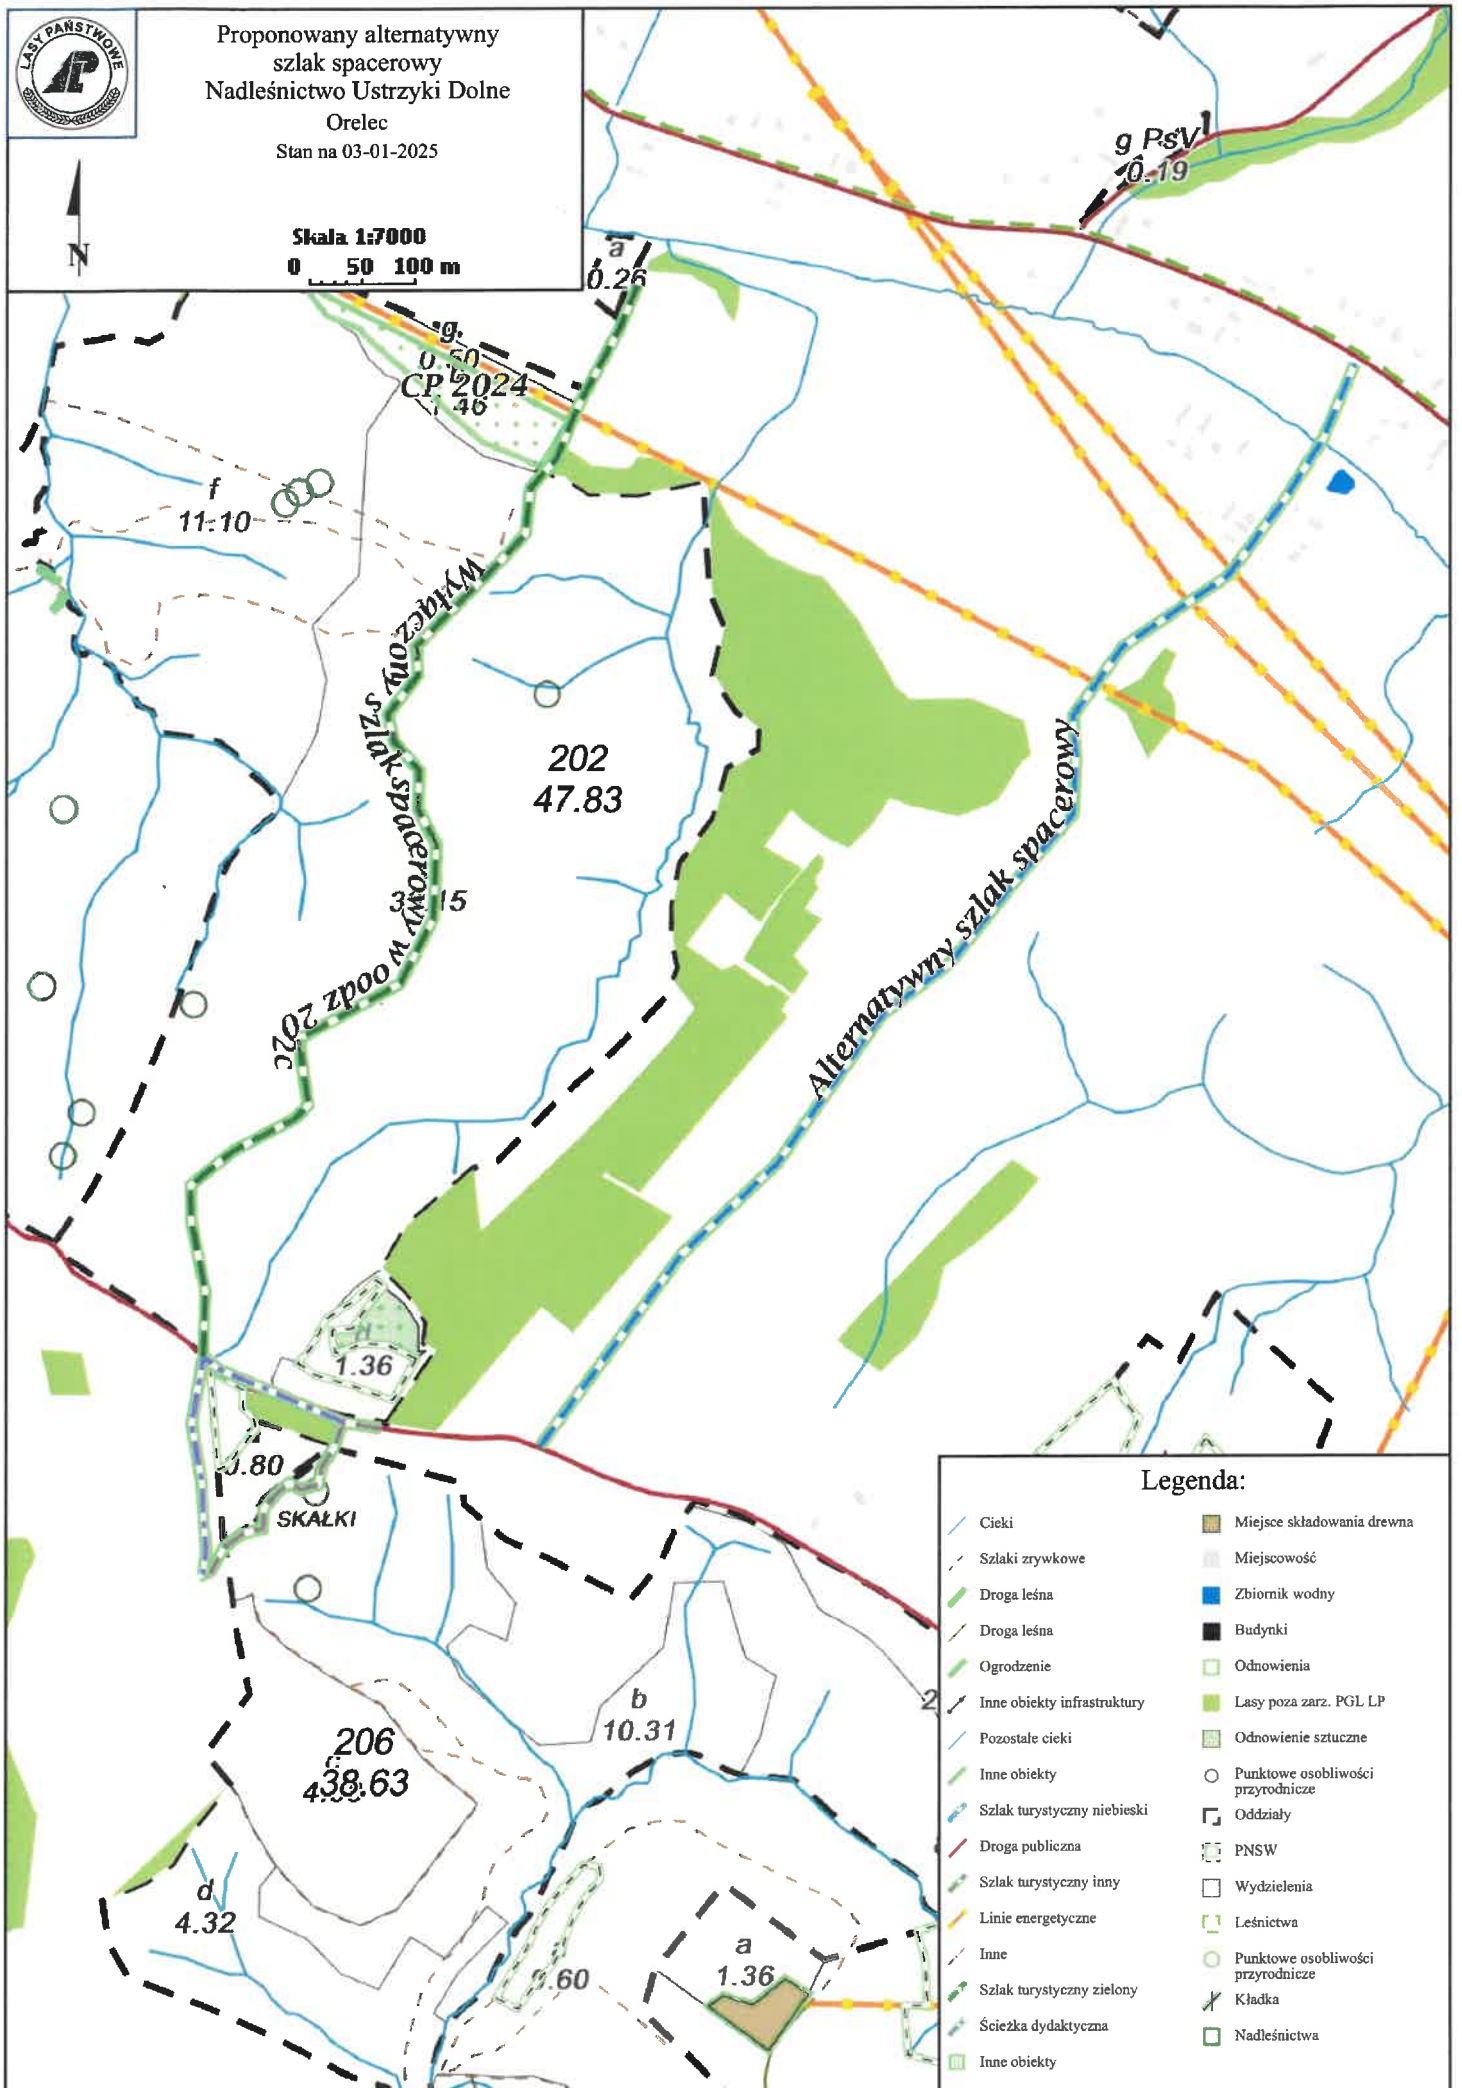 LASY PAŃSTWOWE
Proponowany alternatywny
szlak spacerowy
Nadleśnictwo Ustrzyki Dolne
Orelec
Stan na 03-01-2025
N
Skala 1:7000
0 50 100 m
a
0.26
g PsV
0.19
g
CP 2024
46
f
11.10
Wyłączony szlak spacerowy w oodz 202c
202
47.83
Alternatywny szlak spacerowy
1.36
SKAŁKI
b
10.31
206
38.63
d
4.32
a
1.36
2
Legenda:
Cieki
Szlaki zrywkowe
Droga leśna
Droga leśna
Ogrodzenie
Inne obiekty infrastruktury
Pozostałe cieki
Inne obiekty
Szlak turystyczny niebieski
Droga publiczna
Szlak turystyczny inny
Linie energetyczne
Inne
Szlak turystyczny zielony
Ścieżka dydaktyczna
Inne obiekty
Miejsce składowania drewna
Miejscowość
Zbiornik wodny
Budynki
Odnowienia
Lasy poza zarz. PGL LP
Odnowienie sztuczne
Punktowe osobliwości
przyrodnicze
Oddziały
PNSW
Wydzielenia
Leśnictwa
Punktowe osobliwości
przyrodnicze
Kładka
Nadleśnictwa